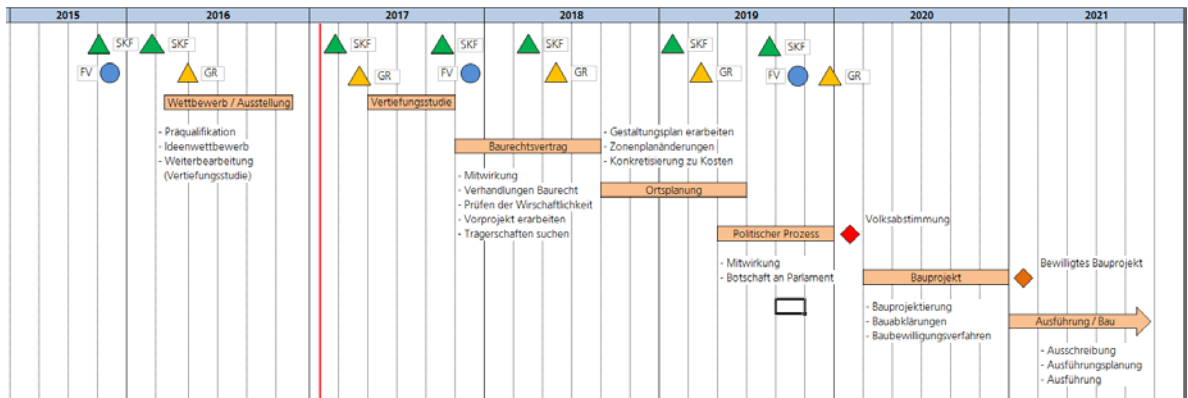 2015 2016 2017 2018 2019 2020 2021
SKF SKF SKF SKF SKF SKF SKF
FV GR GR FV GR GR FV GR
Wettbewerb / Ausstellung
- Präqualifikation
- Ideenwettbewerb
- Weiterbearbeitung
(Vertiefungsstudie)
Vertiefungsstudie
Baurechtsvertrag
- Mitwirkung
- Verhandlungen Baurecht
- Prüfen der Wirschaftlichkeit
- Vorprojekt erarbeiten
- Trägerschaften suchen
- Gestaltungsplan erarbeiten
- Zonenplanänderungen
- Konkretisierung zu Kosten
Ortsplanung
Politischer Prozess
- Mitwirkung
- Botschaft an Parlament
Volksabstimmung
Bauprojekt
- Bauprojektierung
- Bauabklärungen
- Baubewilligungsverfahren
Bewilligtes Bauprojekt
Ausführung / Bau
- Ausschreibung
- Ausführungsplanung
- Ausführung